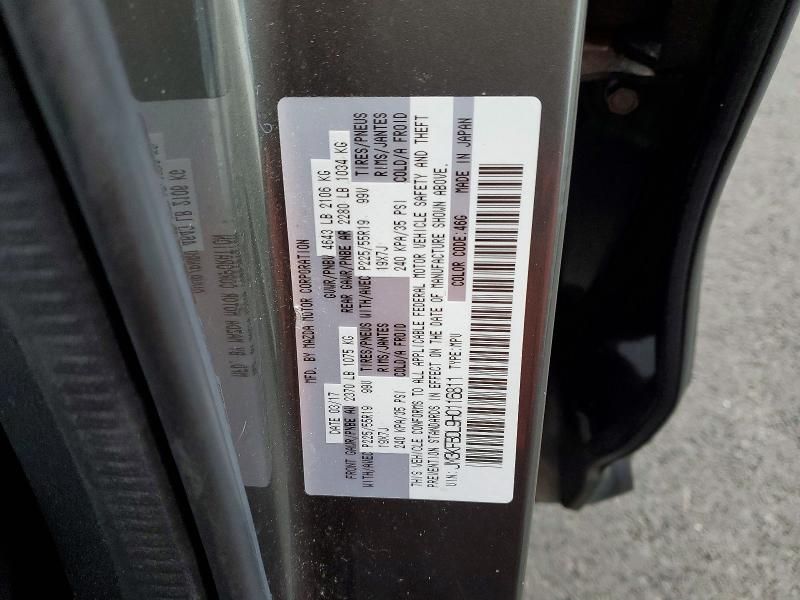 MFD. BY MAZDA MOTOR CORPORATION
DATE 03/17 GVWR/PNBV 4643 LB 2106 KG
FRONT GAWR/PNBE AV 2370 LB 1075 KG REAR GAWR/PNBE AR 2280 LB 1034 KG
TIRES/PNEUS TIRES/PNEUS
WITH/AVEC P225/55R19 99V RIMS/JANTES WITH/AVEC P225/55R19 99V RIMS/JANTES
19X7J 19X7J
240 KPA/35 PSI COLD/A FROID 240 KPA/35 PSI COLD/A FROID
THIS VEHICLE CONFORMS TO ALL APPLICABLE FEDERAL MOTOR VEHICLE SAFETY AND THEFT
PREVENTION STANDARDS IN EFFECT ON THE DATE OF MANUFACTURE SHOWN ABOVE.
VIN: JM3KFBDL9H0116811 TYPE:MPV COLOR CODE:46G MADE IN JAPAN